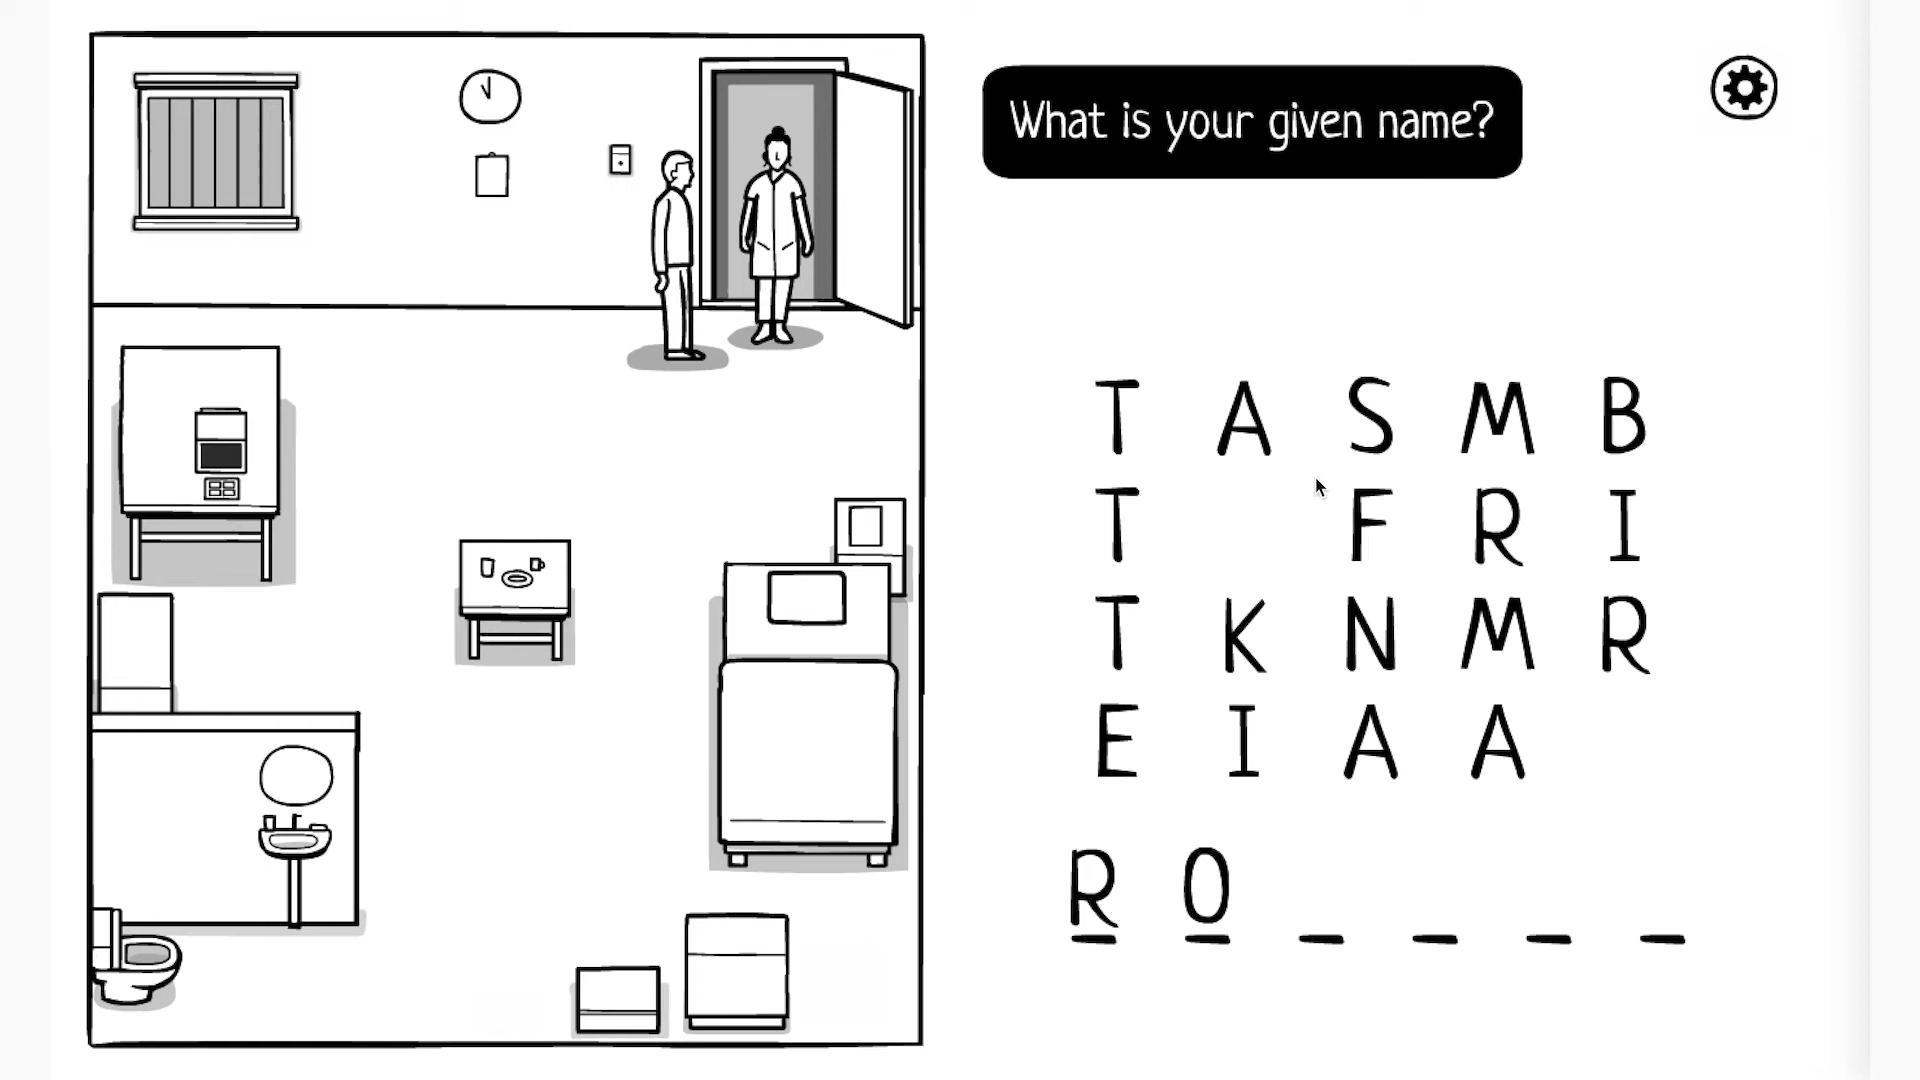 What is your given name?
T A S M B
T F R I
T K N M R
E I A A
R O _ _ _ _